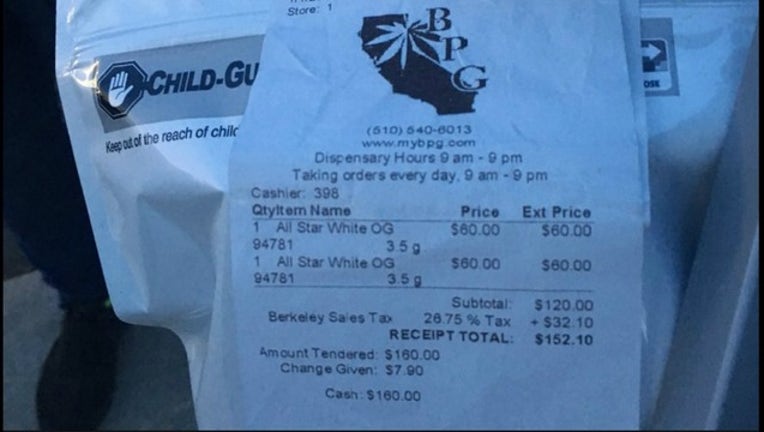 Store: 1
CHILD-GU
Keep out of the reach of child
BPG
OSE
(510) 540-6013
www.mybpg.com
Dispensary Hours 9 am - 9 pm
Taking orders every day, 9 am - 9 pm
Cashier: 398
QtyItem Name Price Ext Price
1 All Star White OG $60.00 $60.00
94781 3.5 g
1 All Star White OG $60.00 $60.00
94781 3.5 g
Subtotal: $120.00
Berkeley Sales Tax 26.75 % Tax + $32.10
RECEIPT TOTAL: $152.10
Amount Tendered: $160.00
Change Given: $7.90
Cash: $160.00